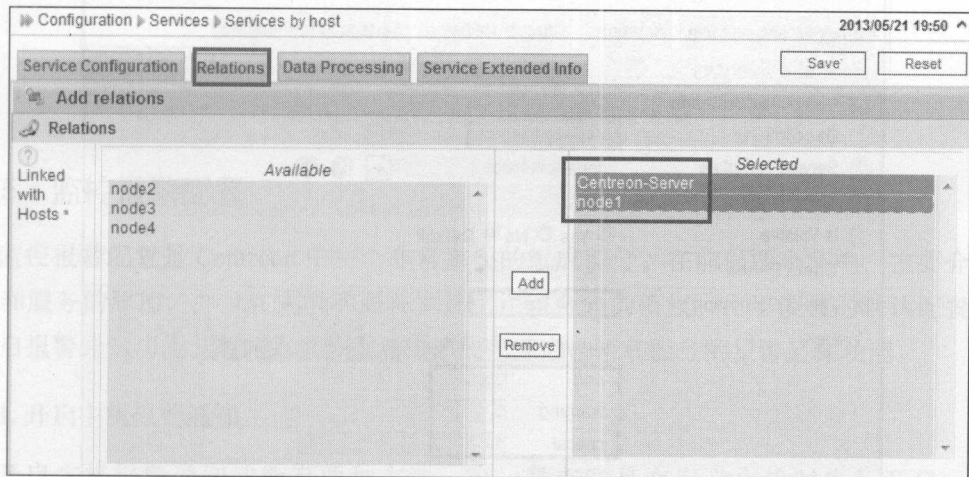 Configuration Services Services by host
2013/05/21 19:50
Service Configuration Relations Data Processing Service Extended Info
Save Reset
Add relations
Relations
Linked with Hosts *
Available
node2
node3
node4
Add
Remove
Selected
Centreon-Server
node1